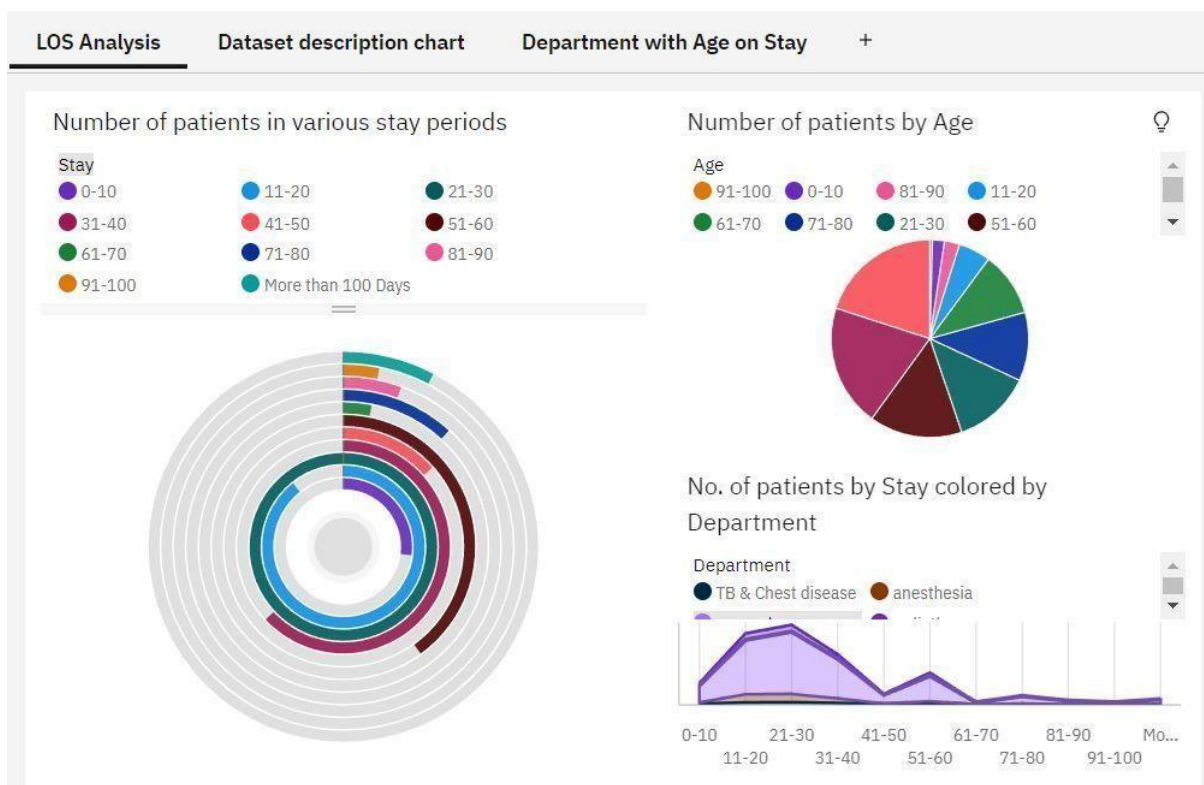 LOS Analysis Dataset description chart Department with Age on Stay +
Number of patients in various stay periods
Stay
0-10 11-20 21-30
31-40 41-50 51-60
61-70 71-80 81-90
91-100 More than 100 Days
Number of patients by Age
Age
91-100 0-10 81-90 11-20
61-70 71-80 21-30 51-60
No. of patients by Stay colored by
Department
Department
TB & Chest disease anesthesia
0-10 21-30 41-50 61-70 81-90 Mo...
11-20 31-40 51-60 71-80 91-100